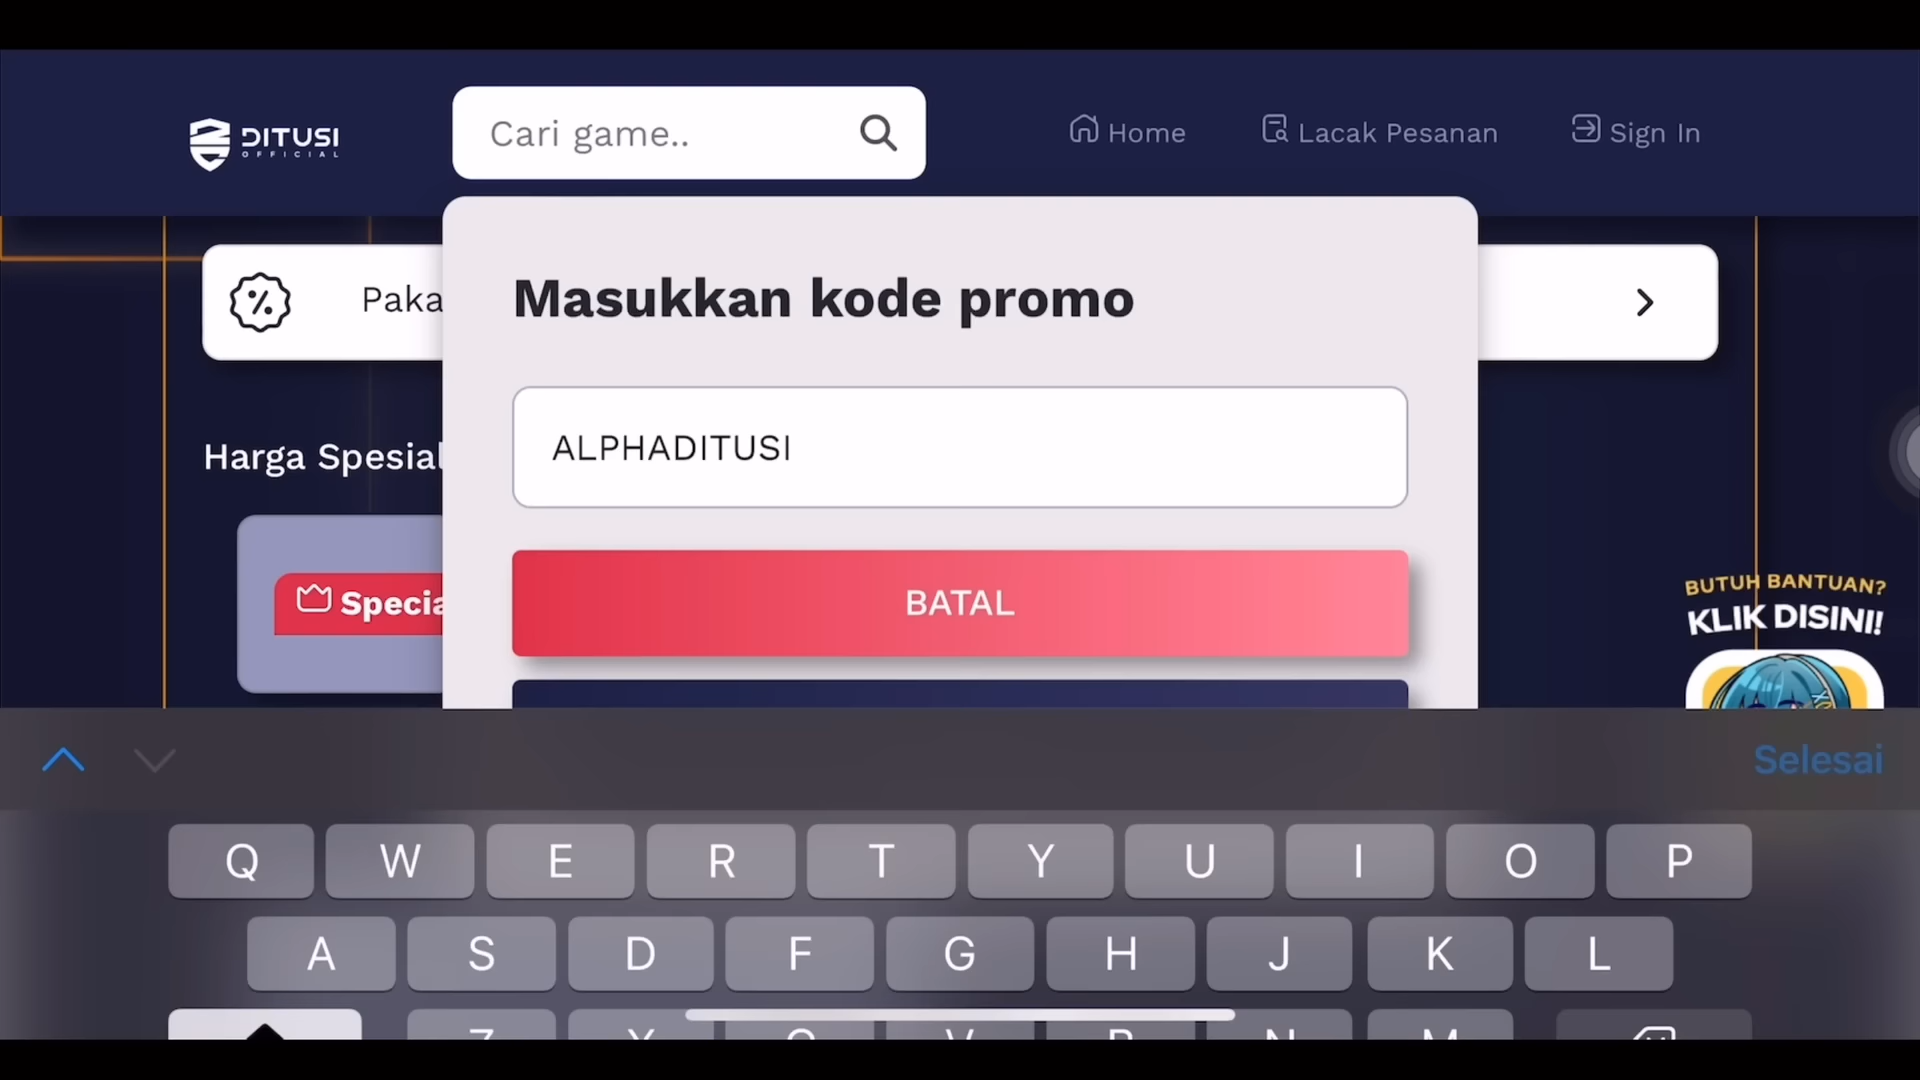 DITUSI
OFFICIAL
Cari game..
Home
Lacak Pesanan
Sign In
Paka
Masukkan kode promo
ALPHADITUSI
Harga Spesial
BATAL
Specia
BUTUH BANTUAN?
KLIK DISINI!
Selesai
Q W E R T Y U I O P
A S D F G H J K L
Z X C V B N M